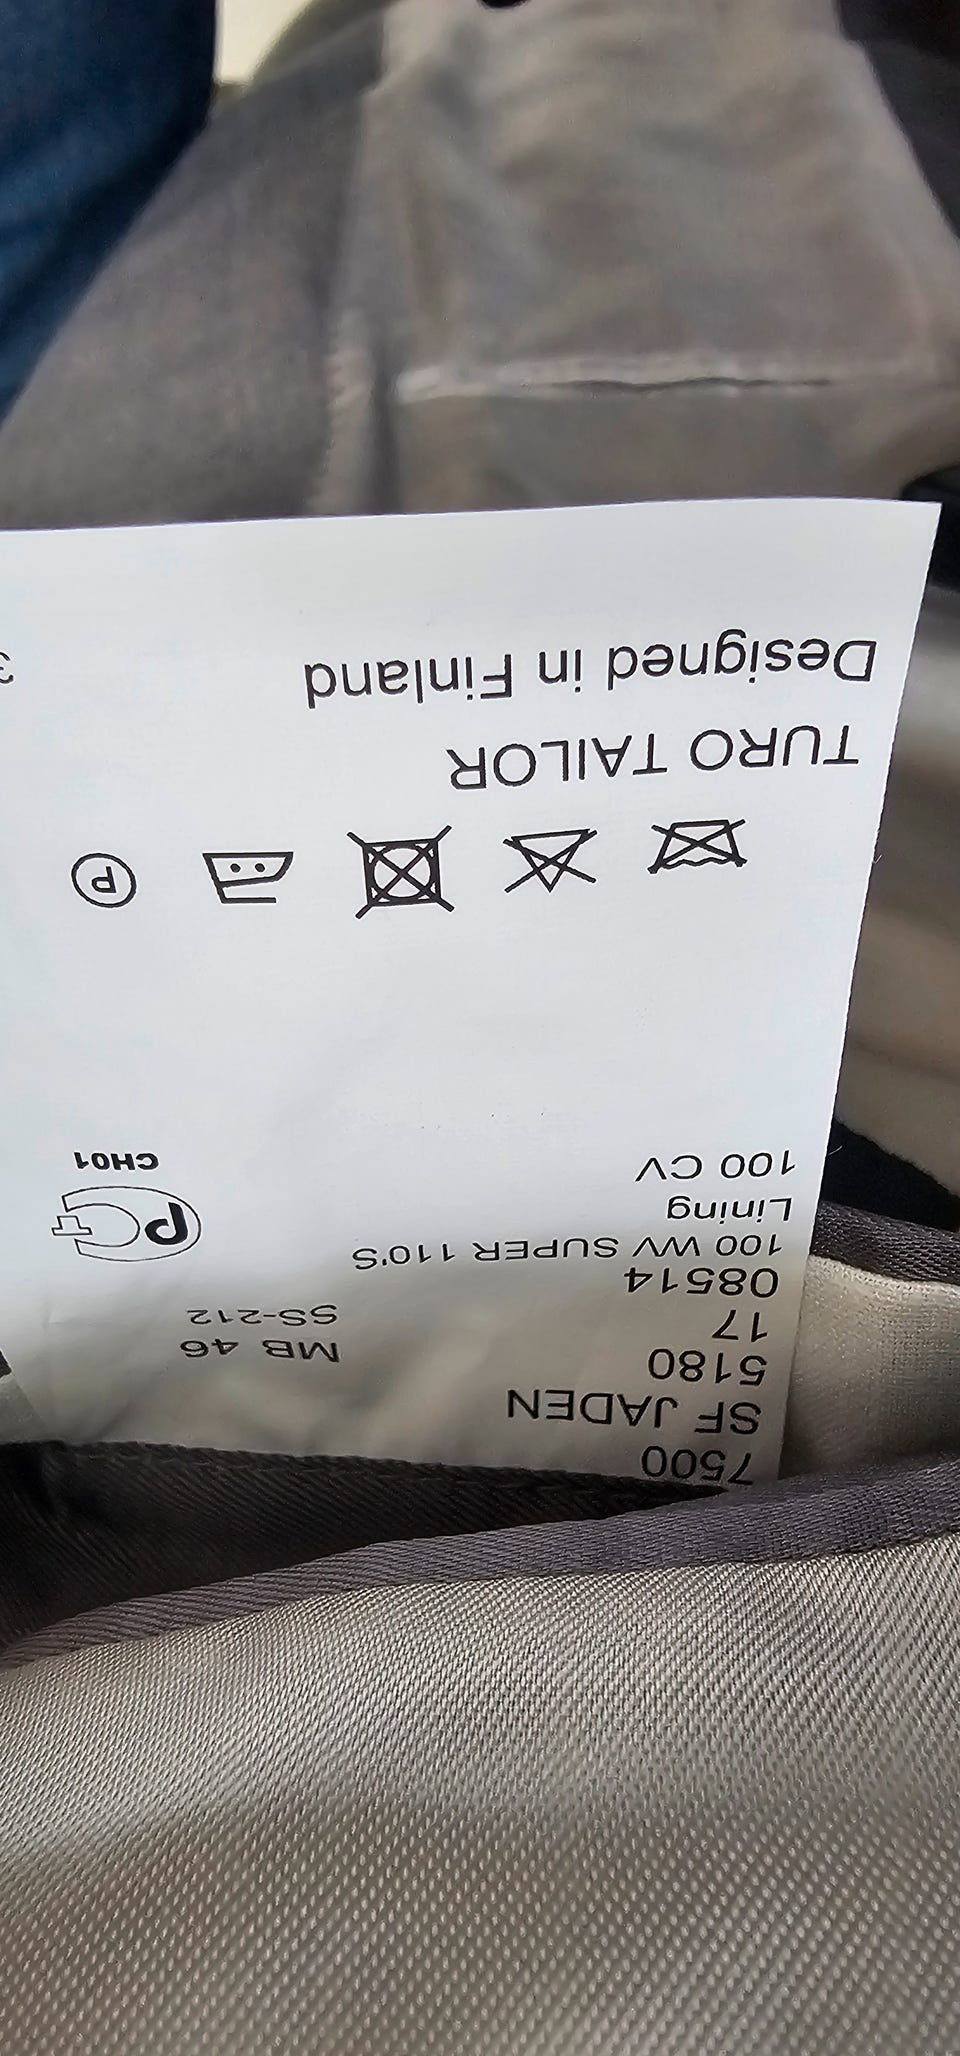 7500
SF JADEN
5180
MB 46
17
SS-212
08514
100 WV SUPER 110'S
Lining
100 CV
PCT
CH01
P
TURO TAILOR
Designed in Finland